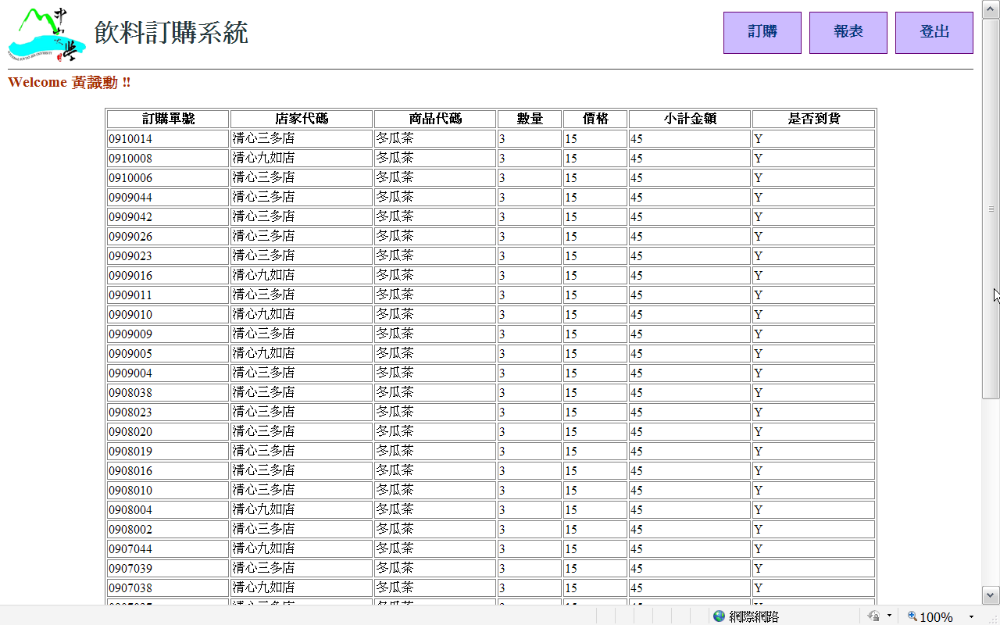 飲料訂購系統
訂購 報表 登出
Welcome 黃識勳 !!
訂購單號 店家代碼 商品代碼 數量 價格 小計金額 是否到貨
0910014 清心三多店 冬瓜茶 3 15 45 Y
0910008 清心九如店 冬瓜茶 3 15 45 Y
0910006 清心三多店 冬瓜茶 3 15 45 Y
0909044 清心三多店 冬瓜茶 3 15 45 Y
0909042 清心三多店 冬瓜茶 3 15 45 Y
0909026 清心三多店 冬瓜茶 3 15 45 Y
0909023 清心三多店 冬瓜茶 3 15 45 Y
0909016 清心九如店 冬瓜茶 3 15 45 Y
0909011 清心三多店 冬瓜茶 3 15 45 Y
0909010 清心九如店 冬瓜茶 3 15 45 Y
0909009 清心三多店 冬瓜茶 3 15 45 Y
0909005 清心九如店 冬瓜茶 3 15 45 Y
0909004 清心三多店 冬瓜茶 3 15 45 Y
0908038 清心三多店 冬瓜茶 3 15 45 Y
0908023 清心三多店 冬瓜茶 3 15 45 Y
0908020 清心三多店 冬瓜茶 3 15 45 Y
0908019 清心三多店 冬瓜茶 3 15 45 Y
0908016 清心三多店 冬瓜茶 3 15 45 Y
0908010 清心三多店 冬瓜茶 3 15 45 Y
0908004 清心九如店 冬瓜茶 3 15 45 Y
0908002 清心三多店 冬瓜茶 3 15 45 Y
0907044 清心九如店 冬瓜茶 3 15 45 Y
0907039 清心三多店 冬瓜茶 3 15 45 Y
0907038 清心九如店 冬瓜茶 3 15 45 Y
網際網路 100%